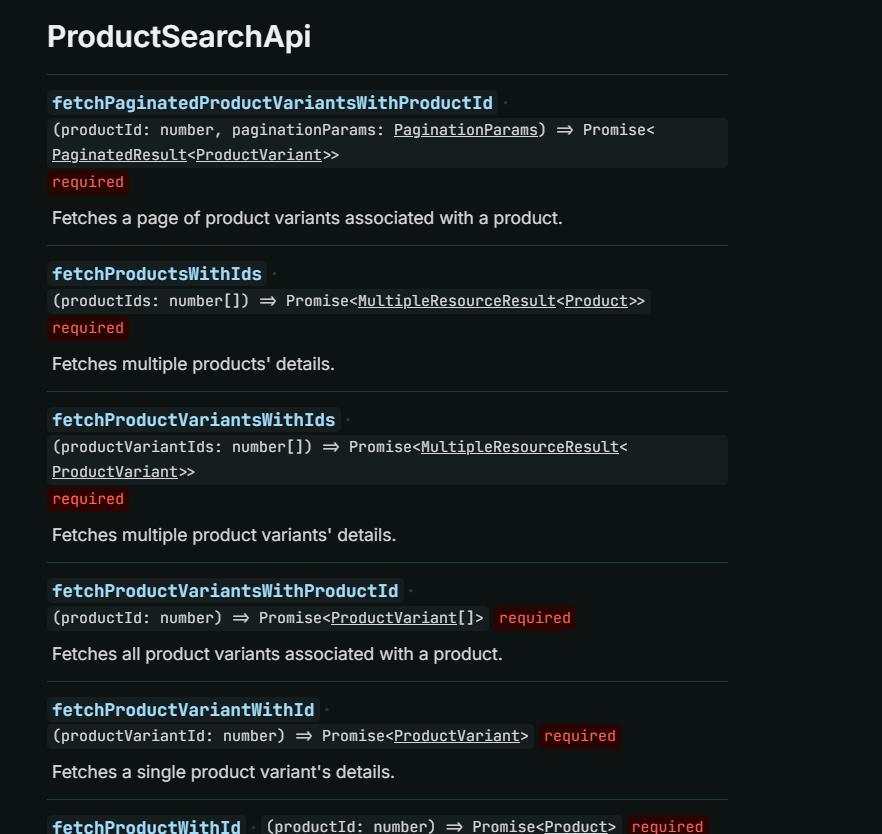 ProductSearchApi
fetchPaginatedProductVariantsWithProductId ·
(productId: number, paginationParams: PaginationParams) => Promise<
PaginatedResult<ProductVariant>>
required
Fetches a page of product variants associated with a product.
fetchProductsWithIds ·
(productIds: number[]) => Promise<MultipleResourceResult<Product>>
required
Fetches multiple products' details.
fetchProductVariantsWithIds ·
(productVariantIds: number[]) => Promise<MultipleResourceResult<
ProductVariant>>
required
Fetches multiple product variants' details.
fetchProductVariantsWithProductId ·
(productId: number) => Promise<ProductVariant[]> required
Fetches all product variants associated with a product.
fetchProductVariantWithId ·
(productVariantId: number) => Promise<ProductVariant> required
Fetches a single product variant's details.
fetchProductWithId · (productId: number) => Promise<Product> required